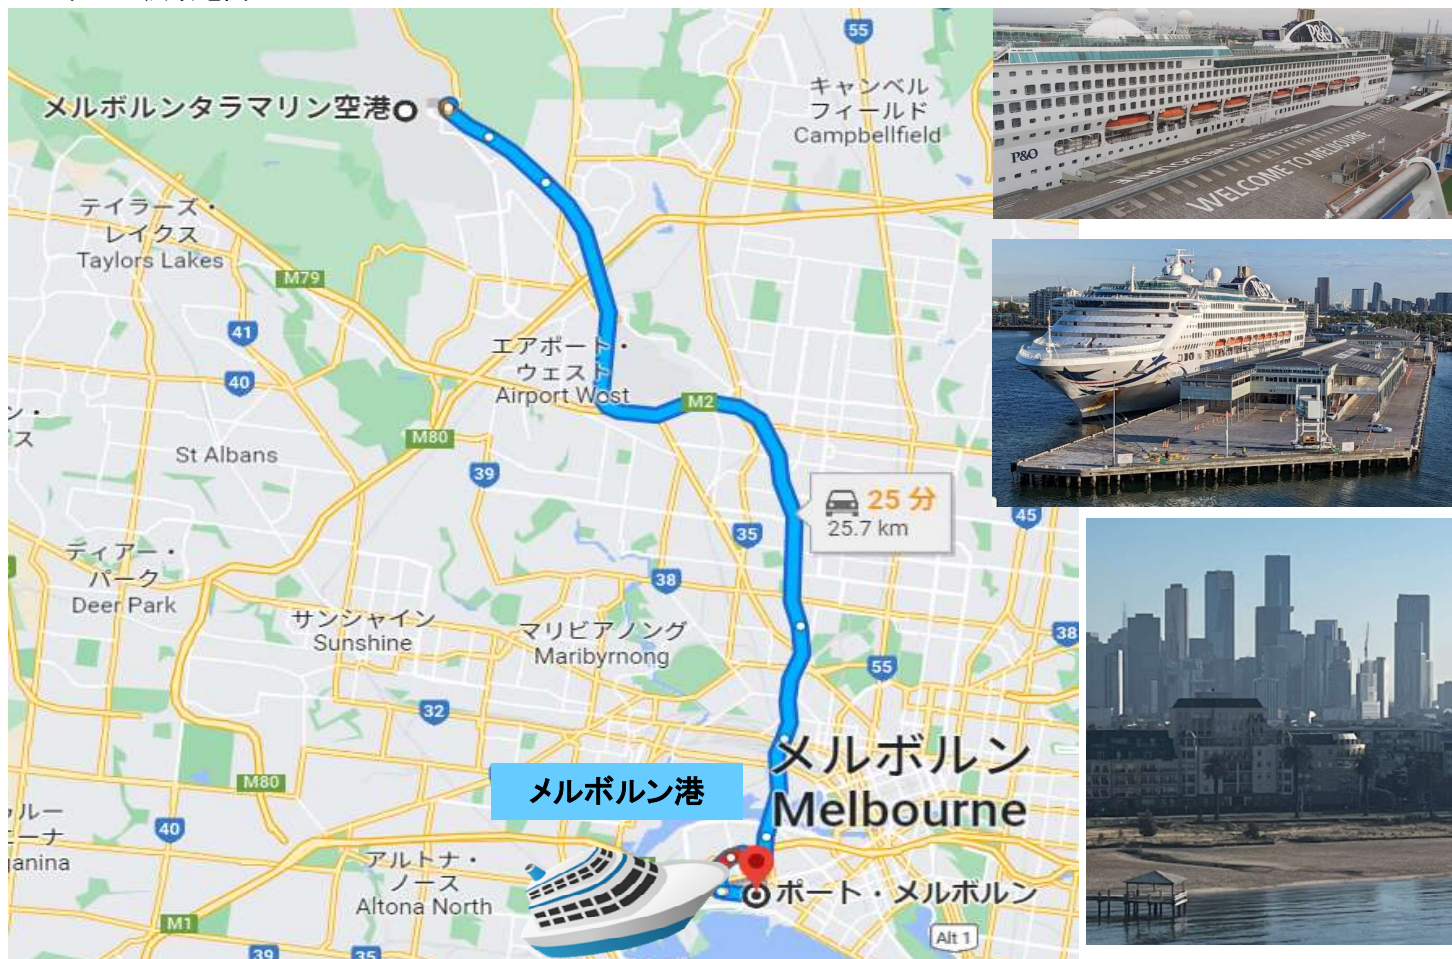 55
キャンベル
フィールド
Campbellfield
メルボルンタラマリン空港
テイラーズ・
レイクス
Taylors Lakes
M79
41
40
エアポート・
ウェスト
Airport West
M2
M80
St Albans
39
25 分
25.7 km
35
45
38
ディアー・
パーク
Deer Park
サンシャイン
Sunshine
マリビアノング
Maribyrnong
38
55
32
メルボルン
Melbourne
メルボルン港
M80
40
アルトナ・
ノース
Altona North
ポート・メルボルン
M1
39
35
Alt 1
P&O
P&O
WELCOME TO MELBOURNE